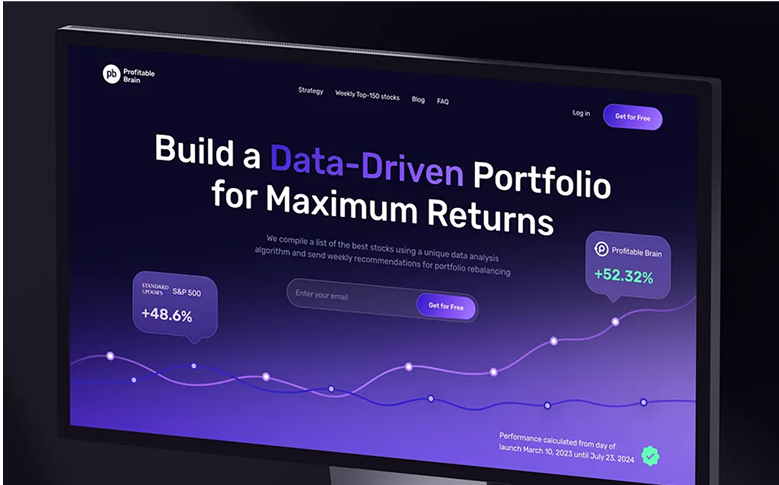 pb Profitable
Brain
Strategy Weekly Top-150 stocks Blog FAQ
Log in Get for Free
Build a Data-Driven Portfolio
for Maximum Returns
We compile a list of the best stocks using a unique data analysis
algorithm and send weekly recommendations for portfolio rebalancing
Enter your email Get for Free
Profitable Brain
+52.32%
STANDARD
&POOR'S S&P 500
+48.6%
Performance calculated from day of
launch March 10, 2023 until July 23, 2024